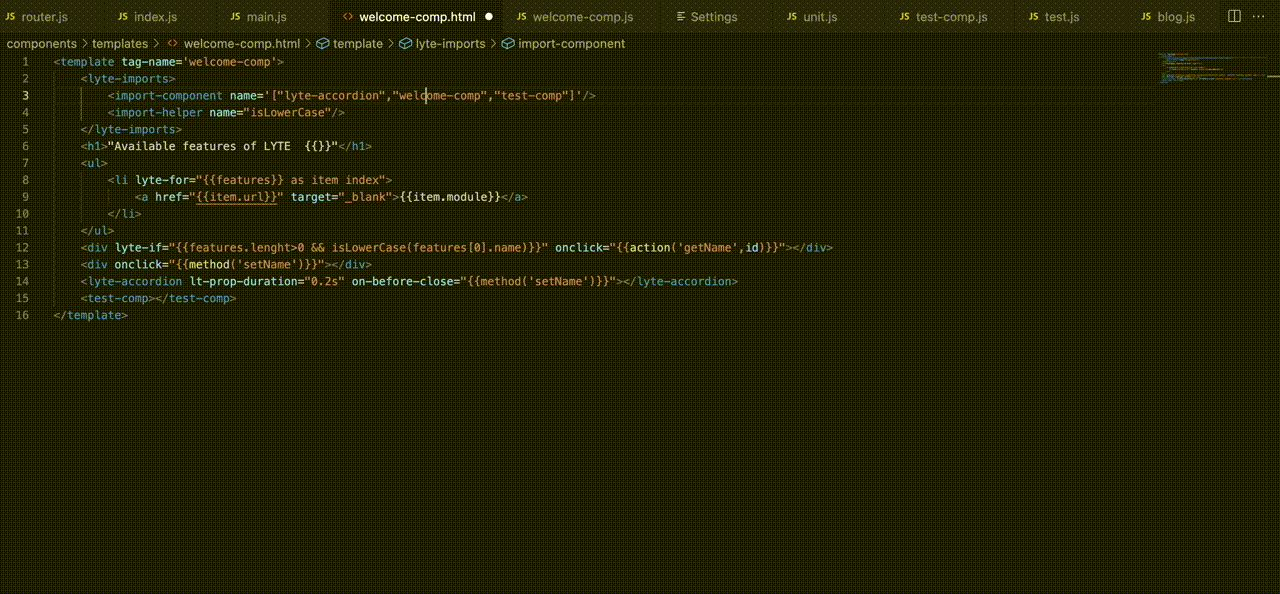 JS router.js JS index.js JS main.js <> welcome-comp.html ● JS welcome-comp.js Settings JS unit.js JS test-comp.js JS test.js JS blog.js ···
components > templates > <> welcome-comp.html > template > lyte-imports > import-component
1 <template tag-name='welcome-comp'>
2 <lyte-imports>
3 <import-component name='["lyte-accordion","welcome-comp","test-comp"]'/>
4 <import-helper name="isLowerCase"/>
5 </lyte-imports>
6 <h1>"Available features of LYTE  {{}}"</h1>
7 <ul>
8 <li lyte-for="{{features}} as item index">
9 <a href="{{item.url}}" target="_blank">{{item.module}}</a>
10 </li>
11 </ul>
12 <div lyte-if="{{features.lenght>0 && isLowerCase(features[0].name)}}" onclick="{{action('getName',id)}}"></div>
13 <div onclick="{{method('setName')}}"></div>
14 <lyte-accordion lt-prop-duration="0.2s" on-before-close="{{method('setName')}}"></lyte-accordion>
15 <test-comp></test-comp>
16 </template>